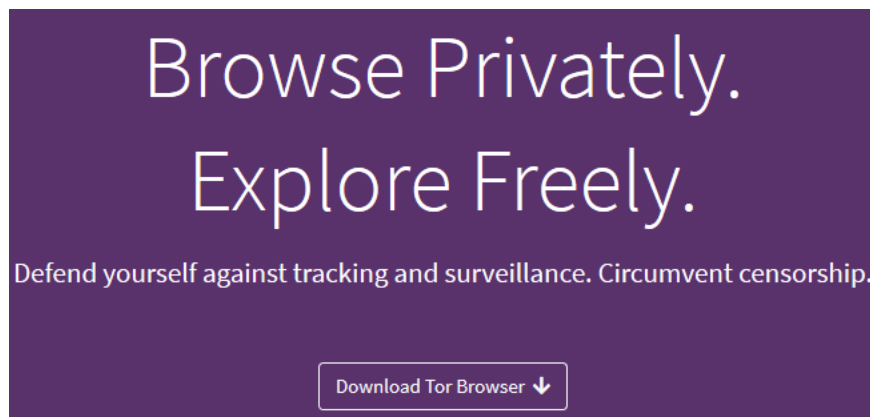 Browse Privately.
Explore Freely.
Defend yourself against tracking and surveillance. Circumvent censorship.
Download Tor Browser